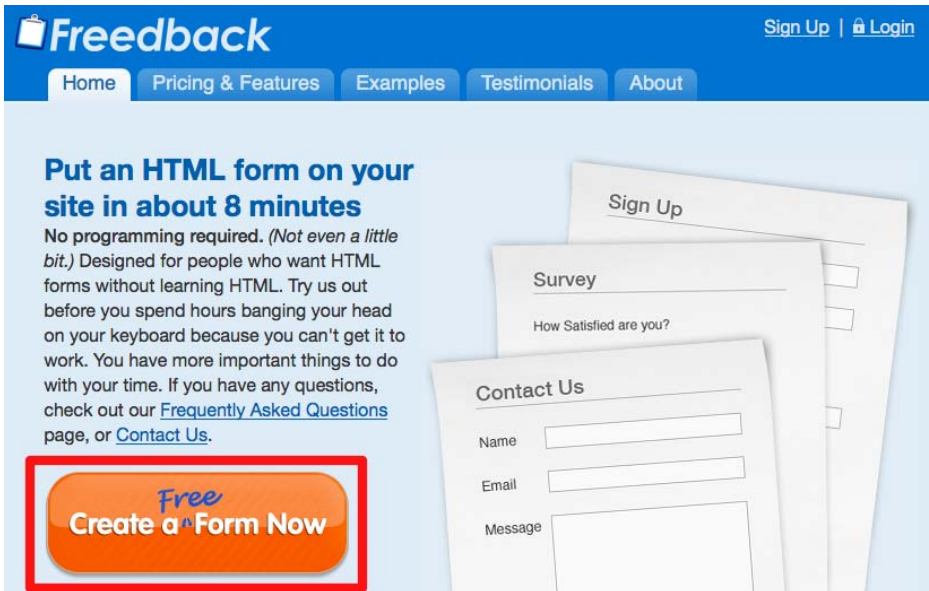 Freedback
Sign Up | Login
Home Pricing & Features Examples Testimonials About
Put an HTML form on your
site in about 8 minutes
No programming required. (Not even a little
bit.) Designed for people who want HTML
forms without learning HTML. Try us out
before you spend hours banging your head
on your keyboard because you can't get it to
work. You have more important things to do
with your time. If you have any questions,
check out our Frequently Asked Questions
page, or Contact Us.
Free
Create a Form Now
Sign Up
Survey
How Satisfied are you?
Contact Us
Name
Email
Message